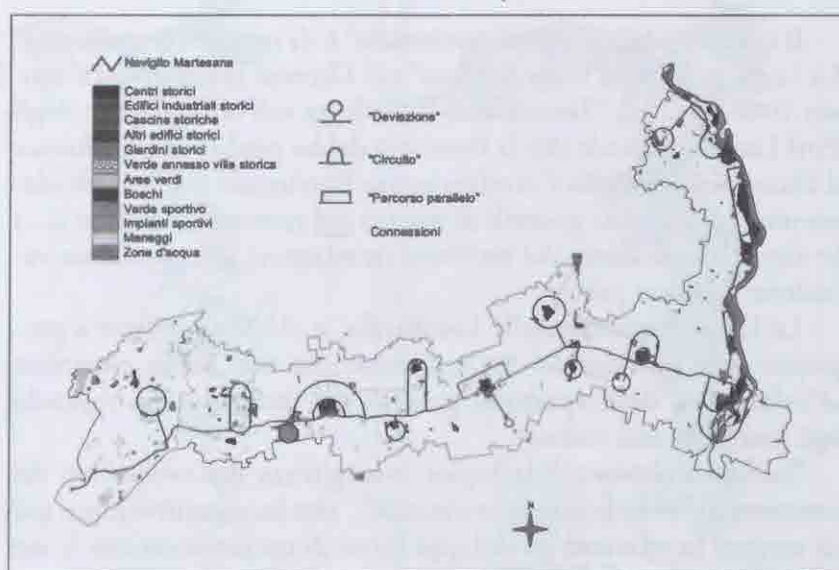 Naviglio Martesana
Centri storici
Edifici industriali storici
Cascine storiche
Altri edifici storici
Giardini storici
Verde annesso ville storiche
Aree verdi
Boschi
Verde sportivo
Impianti sportivi
Maneggi
Zone d'acqua
"Deviazione"
"Circuito"
"Percorso parallelo"
Connessioni
N